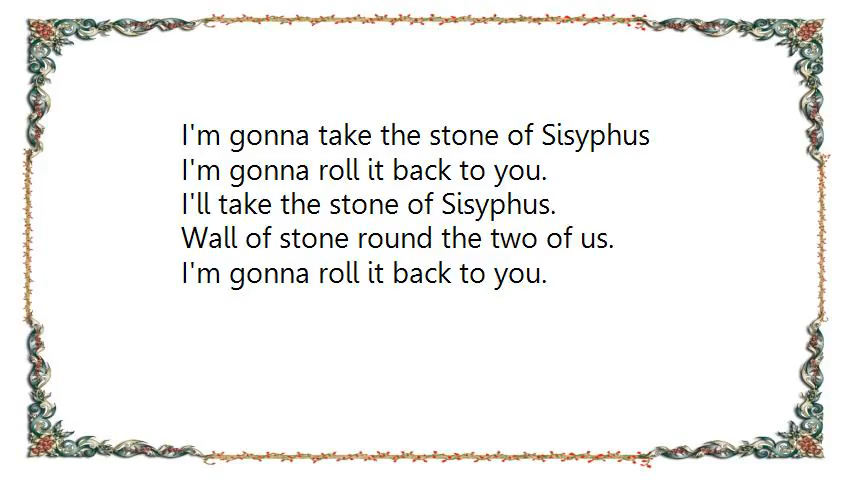 I'm gonna take the stone of Sisyphus
I'm gonna roll it back to you.
I'll take the stone of Sisyphus.
Wall of stone round the two of us.
I'm gonna roll it back to you.